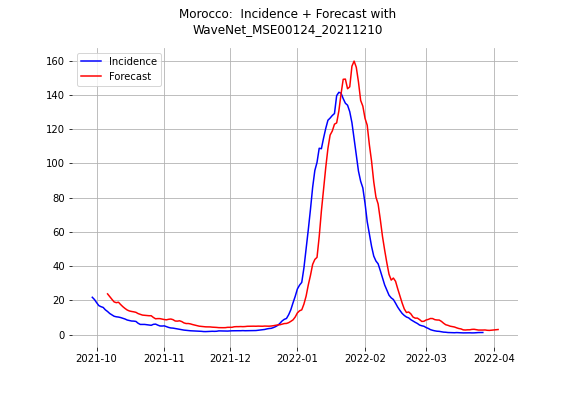 Morocco:  Incidence + Forecast with
WaveNet_MSE00124_20211210
Incidence
Forecast
160
140
120
100
80
60
40
20
0
2021-10 2021-11 2021-12 2022-01 2022-02 2022-03 2022-04